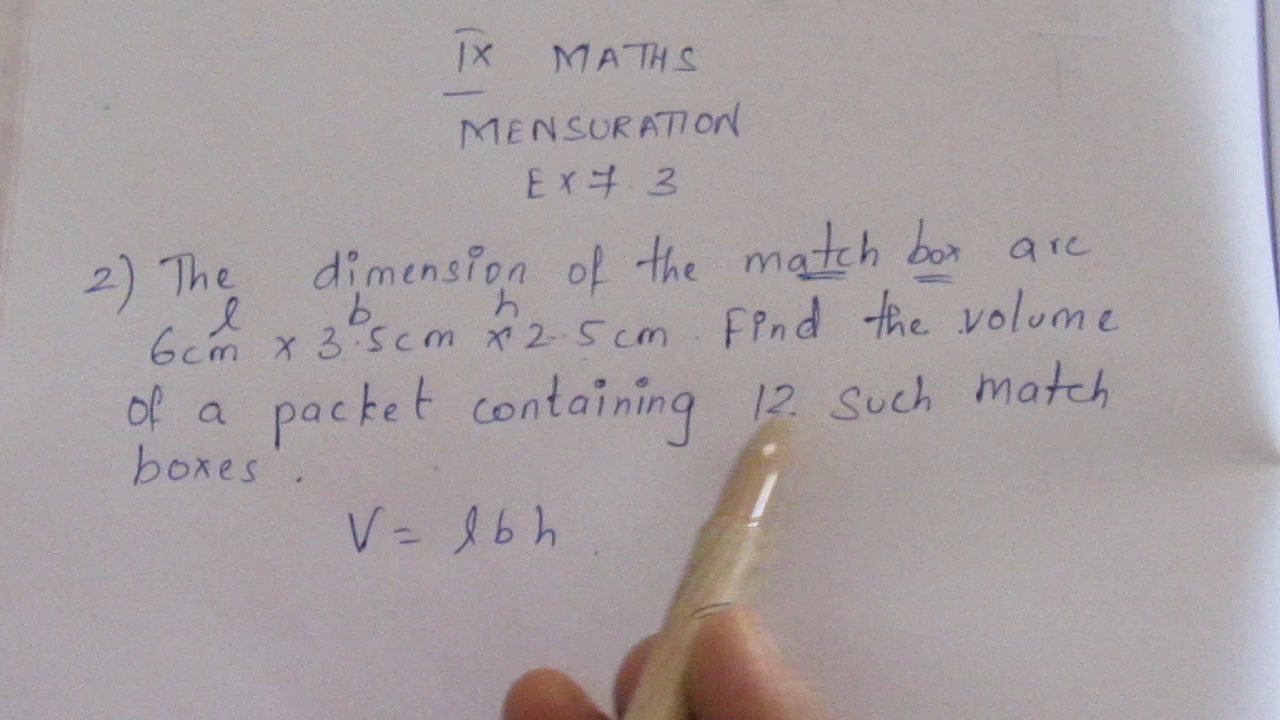 IX MATHS
MENSURATION
Ex 7.3
2) The dimension of the match box are
l b h
6cm x 3.5cm x 2.5cm. Find the volume
of a packet containing 12 such match
boxes.
V = lbh